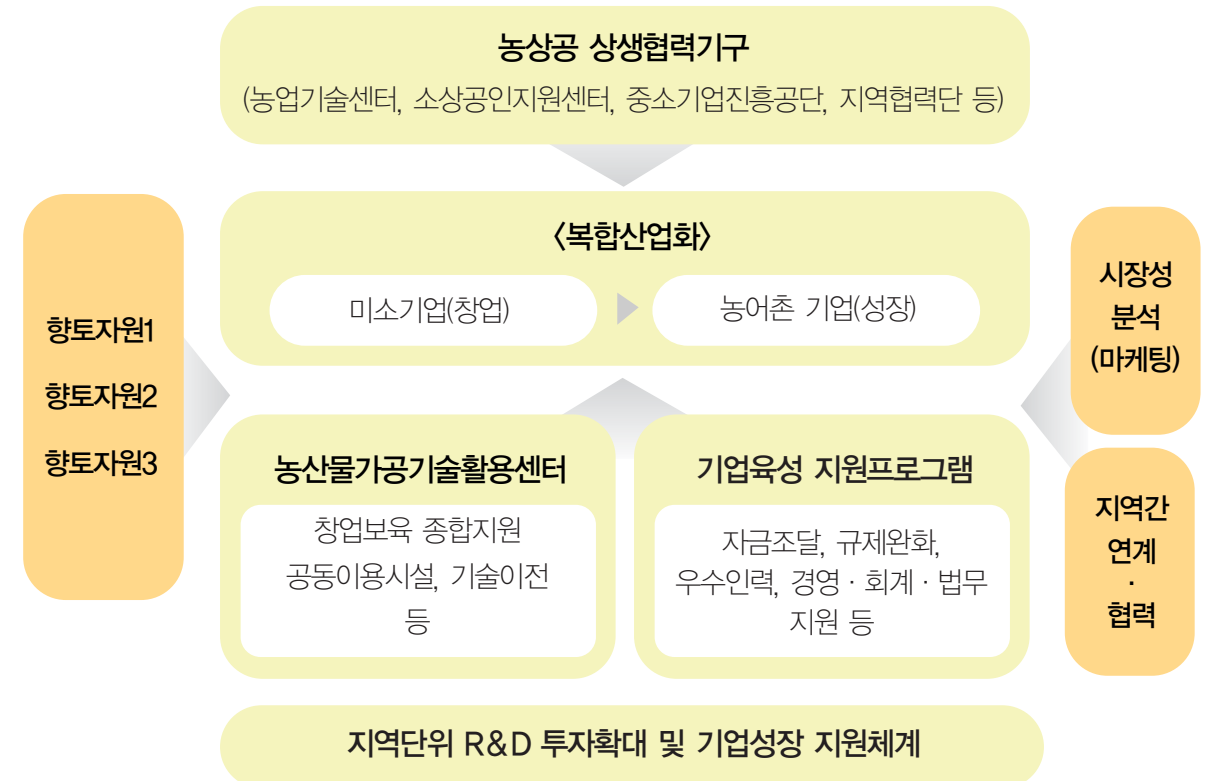 농상공 상생협력기구
(농업기술센터, 소상공인지원센터, 중소기업진흥공단, 지역협력단 등)
향토자원1
향토자원2
향토자원3
〈복합산업화〉
미소기업(창업)
농어촌 기업(성장)
농산물가공기술활용센터
창업보육 종합지원
공동이용시설, 기술이전
등
기업육성 지원프로그램
자금조달, 규제완화,
우수인력, 경영 · 회계 · 법무
지원 등
시장성
분석
(마케팅)
지역간
연계
·
협력
지역단위 R&D 투자확대 및 기업성장 지원체계